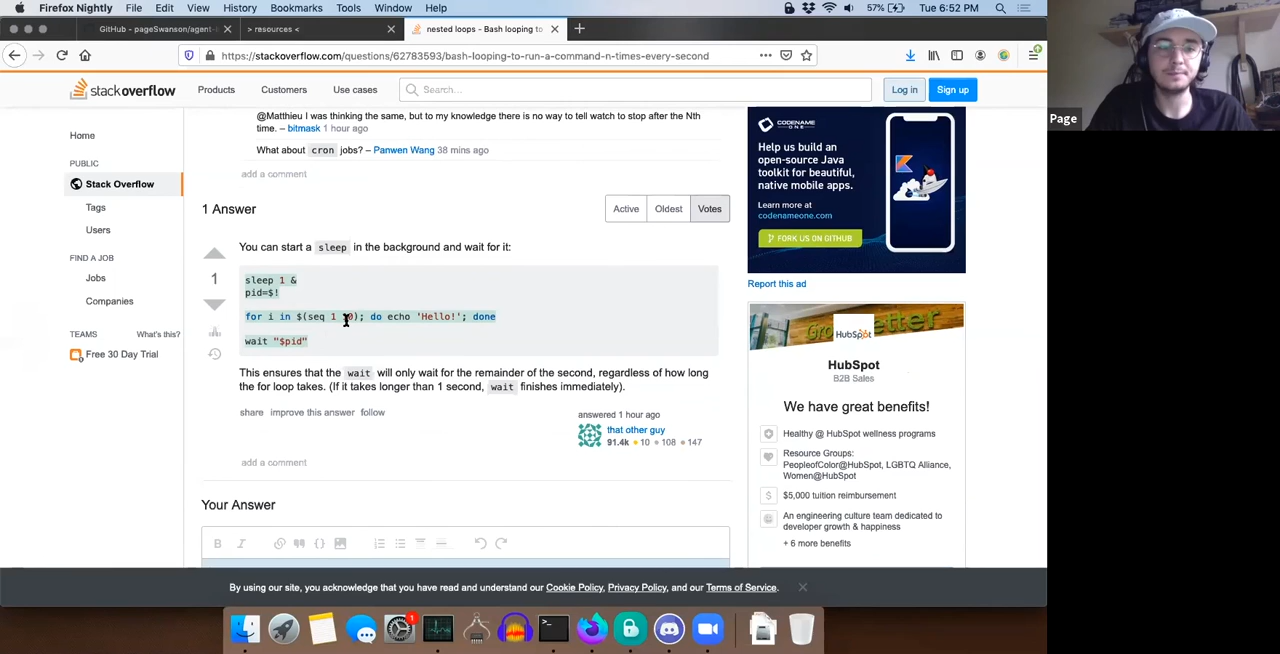 Firefox Nightly File Edit View History Bookmarks Tools Window Help 57% Tue 6:52 PM
GitHub - pageSwanson/agent-
> resources <
nested loops - Bash looping to
https://stackoverflow.com/questions/62783593/bash-looping-to-run-a-command-n-times-every-second
stackoverflow Products Customers Use cases Search... Log in Sign up
Home
PUBLIC
Stack Overflow
Tags
Users
FIND A JOB
Jobs
Companies
TEAMS What's this?
Free 30 Day Trial
@Matthieu I was thinking the same, but to my knowledge there is no way to tell watch to stop after the Nth
time. – bitmask 1 hour ago
What about cron jobs? – Panwen Wang 38 mins ago
add a comment
1 Answer
Active Oldest Votes
1
You can start a sleep in the background and wait for it:
sleep 1 &
pid=$!
for i in $(seq 1 0); do echo 'Hello!'; done
wait "$pid"
This ensures that the wait will only wait for the remainder of the second, regardless of how long
the for loop takes. (If it takes longer than 1 second, wait finishes immediately).
share improve this answer follow
answered 1 hour ago
that other guy
91.4k 10 108 147
add a comment
Your Answer
B I
CODENAME
ONE
Help us build an
open-source Java
toolkit for beautiful,
native mobile apps.
Learn more at
codenameone.com
FORK US ON GITHUB
Report this ad
HubSpot
HubSpot
B2B Sales
We have great benefits!
Healthy @ HubSpot wellness programs
Resource Groups:
PeopleofColor@HubSpot, LGBTQ Alliance,
Women@HubSpot
$5,000 tuition reimbursement
An engineering culture team dedicated to
developer growth & happiness
+ 6 more benefits
By using our site, you acknowledge that you have read and understand our Cookie Policy, Privacy Policy, and our Terms of Service.
1
Page